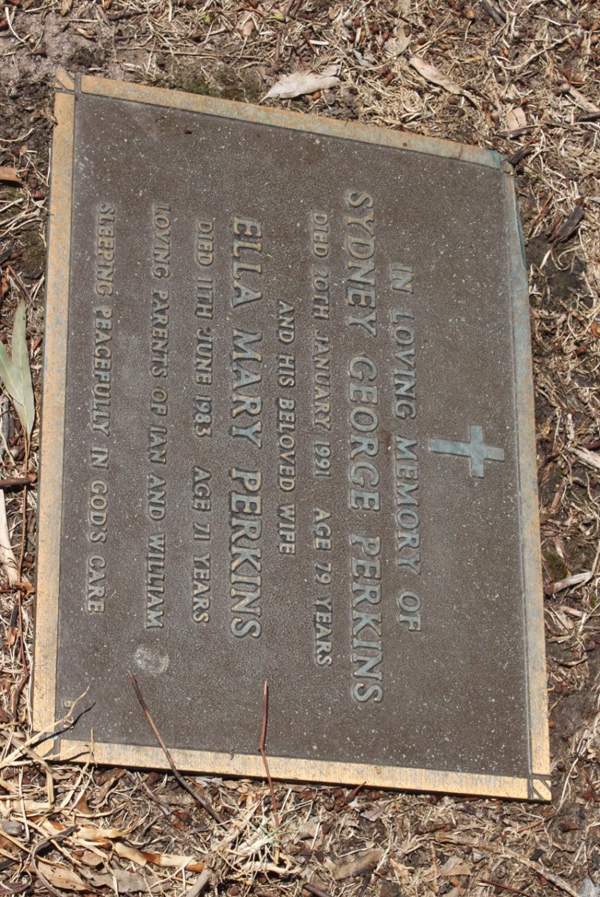 IN LOVING MEMORY OF
SYDNEY GEORGE PERKINS
DIED 20TH JANUARY 1991 AGE 79 YEARS
AND HIS BELOVED WIFE
ELLA MARY PERKINS
DIED 11TH JUNE 1983 AGE 71 YEARS
LOVING PARENTS OF IAN AND WILLIAM
SLEEPING PEACEFULLY IN GODS CARE